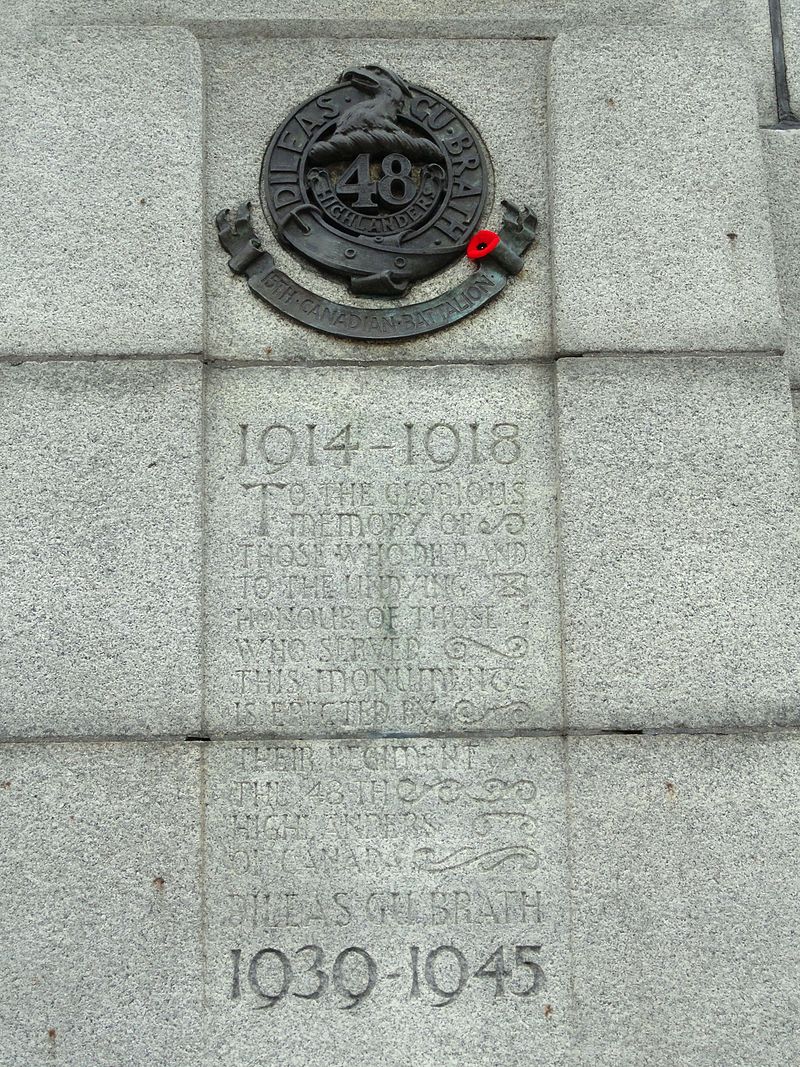 DILEAS GU BRATH
48
HIGHLANDERS
15TH · CANADIAN · BATTALION ·
1914-1918
TO THE GLORIOUS
MEMORY OF
THOSE WHO DIED AND
TO THE UNDYING
HONOUR OF THOSE
WHO SERVED
THIS MONUMENT
IS ERECTED BY
THEIR REGIMENT
THE 48TH
HIGHLANDERS
OF CANADA
DILEAS GU BRATH
1939-1945